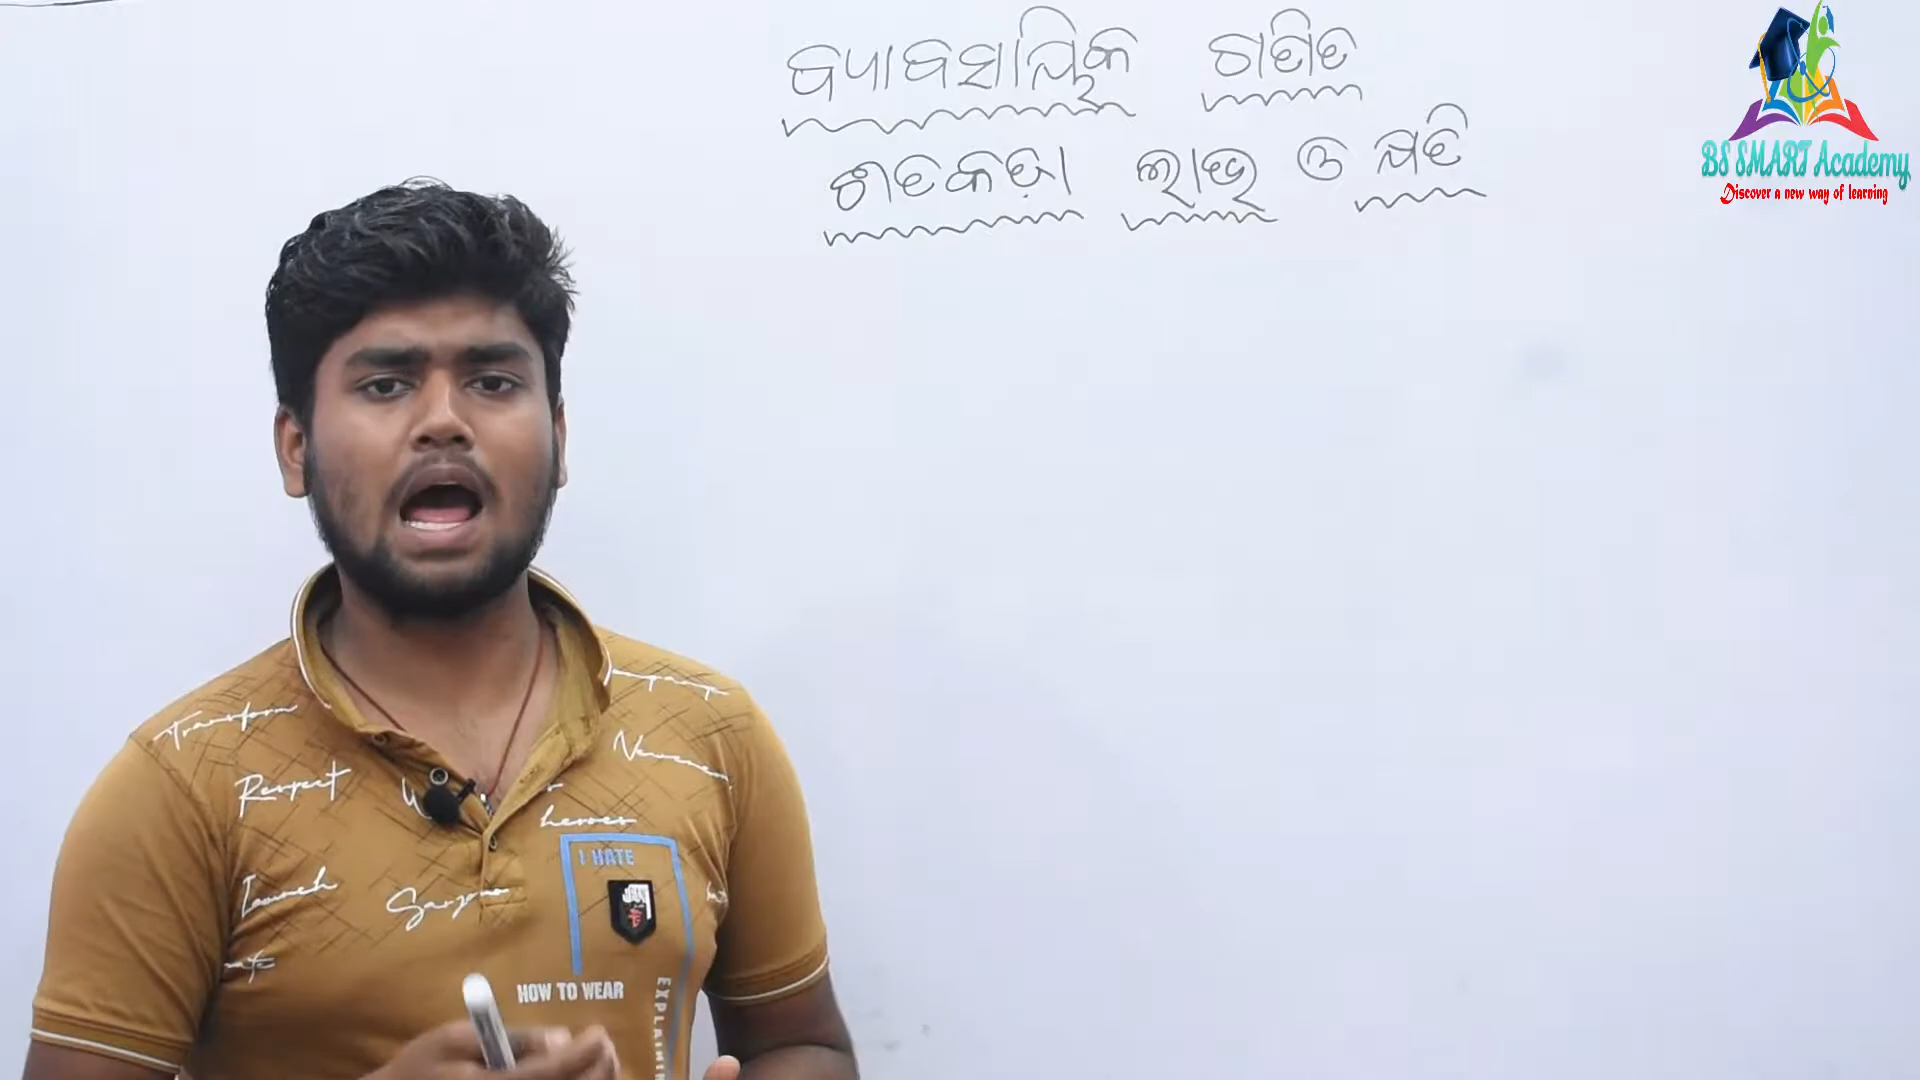 ବ୍ୟାବସାୟିକ ଗଣିତ
ଶତକଡ଼ା ଲାଭ ଓ କ୍ଷତି
BS SMART Academy
Discover a new way of learning
Transform
Respect
heroes
I HATE
HOW TO WEAR